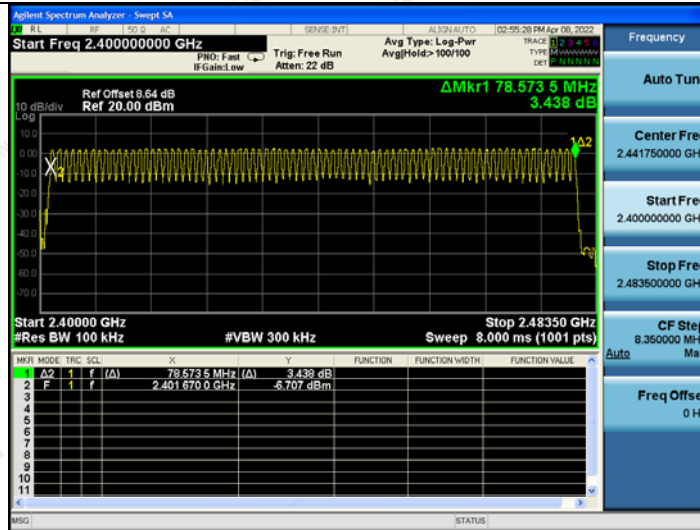 Agilent Spectrum Analyzer - Swept SA
RL RF 50 Ω AC SENSE:INT ALIGNAUTO 02:55:28 PM Apr 08, 2022
Start Freq 2.400000000 GHz
PNO: Fast
IFGain:Low
Trig: Free Run
Atten: 22 dB
Avg Type: Log-Pwr
Avg|Hold:> 100/100
TRACE 1 2 3 4 5 6
TYPE M
DET P N N N N N
ΔMkr1 78.573 5 MHz
3.438 dB
Ref Offset 8.64 dB
10 dB/div Ref 20.00 dBm
Log
10.0
0.00
-10.0
-20.0
-30.0
-40.0
-50.0
-60.0
-70.0
1Δ2
2
Start 2.40000 GHz Stop 2.48350 GHz
#Res BW 100 kHz #VBW 300 kHz Sweep 8.000 ms (1001 pts)
MKR MODE TRC SCL X Y FUNCTION FUNCTION WIDTH FUNCTION VALUE
1 Δ2 1 f (Δ) 78.573 5 MHz (Δ) 3.438 dB
2 F 1 f 2.401 670 0 GHz -6.707 dBm
3
4
5
6
7
8
9
10
11
MSG STATUS
Frequency
Auto Tun
Center Fre
2.441750000 GH
Start Fre
2.400000000 GH
Stop Fre
2.483500000 GH
CF Ste
8.350000 MH
Auto Ma
Freq Offse
0 H